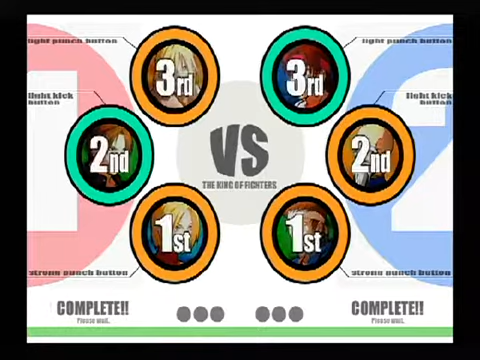 light punch button
light punch button
3rd
3rd
light kick
button
light kick
button
2nd
VS
2nd
THE KING OF FIGHTERS
1st
1st
strong punch button
strong punch button
COMPLETE!!
Please wait.
COMPLETE!!
Please wait.